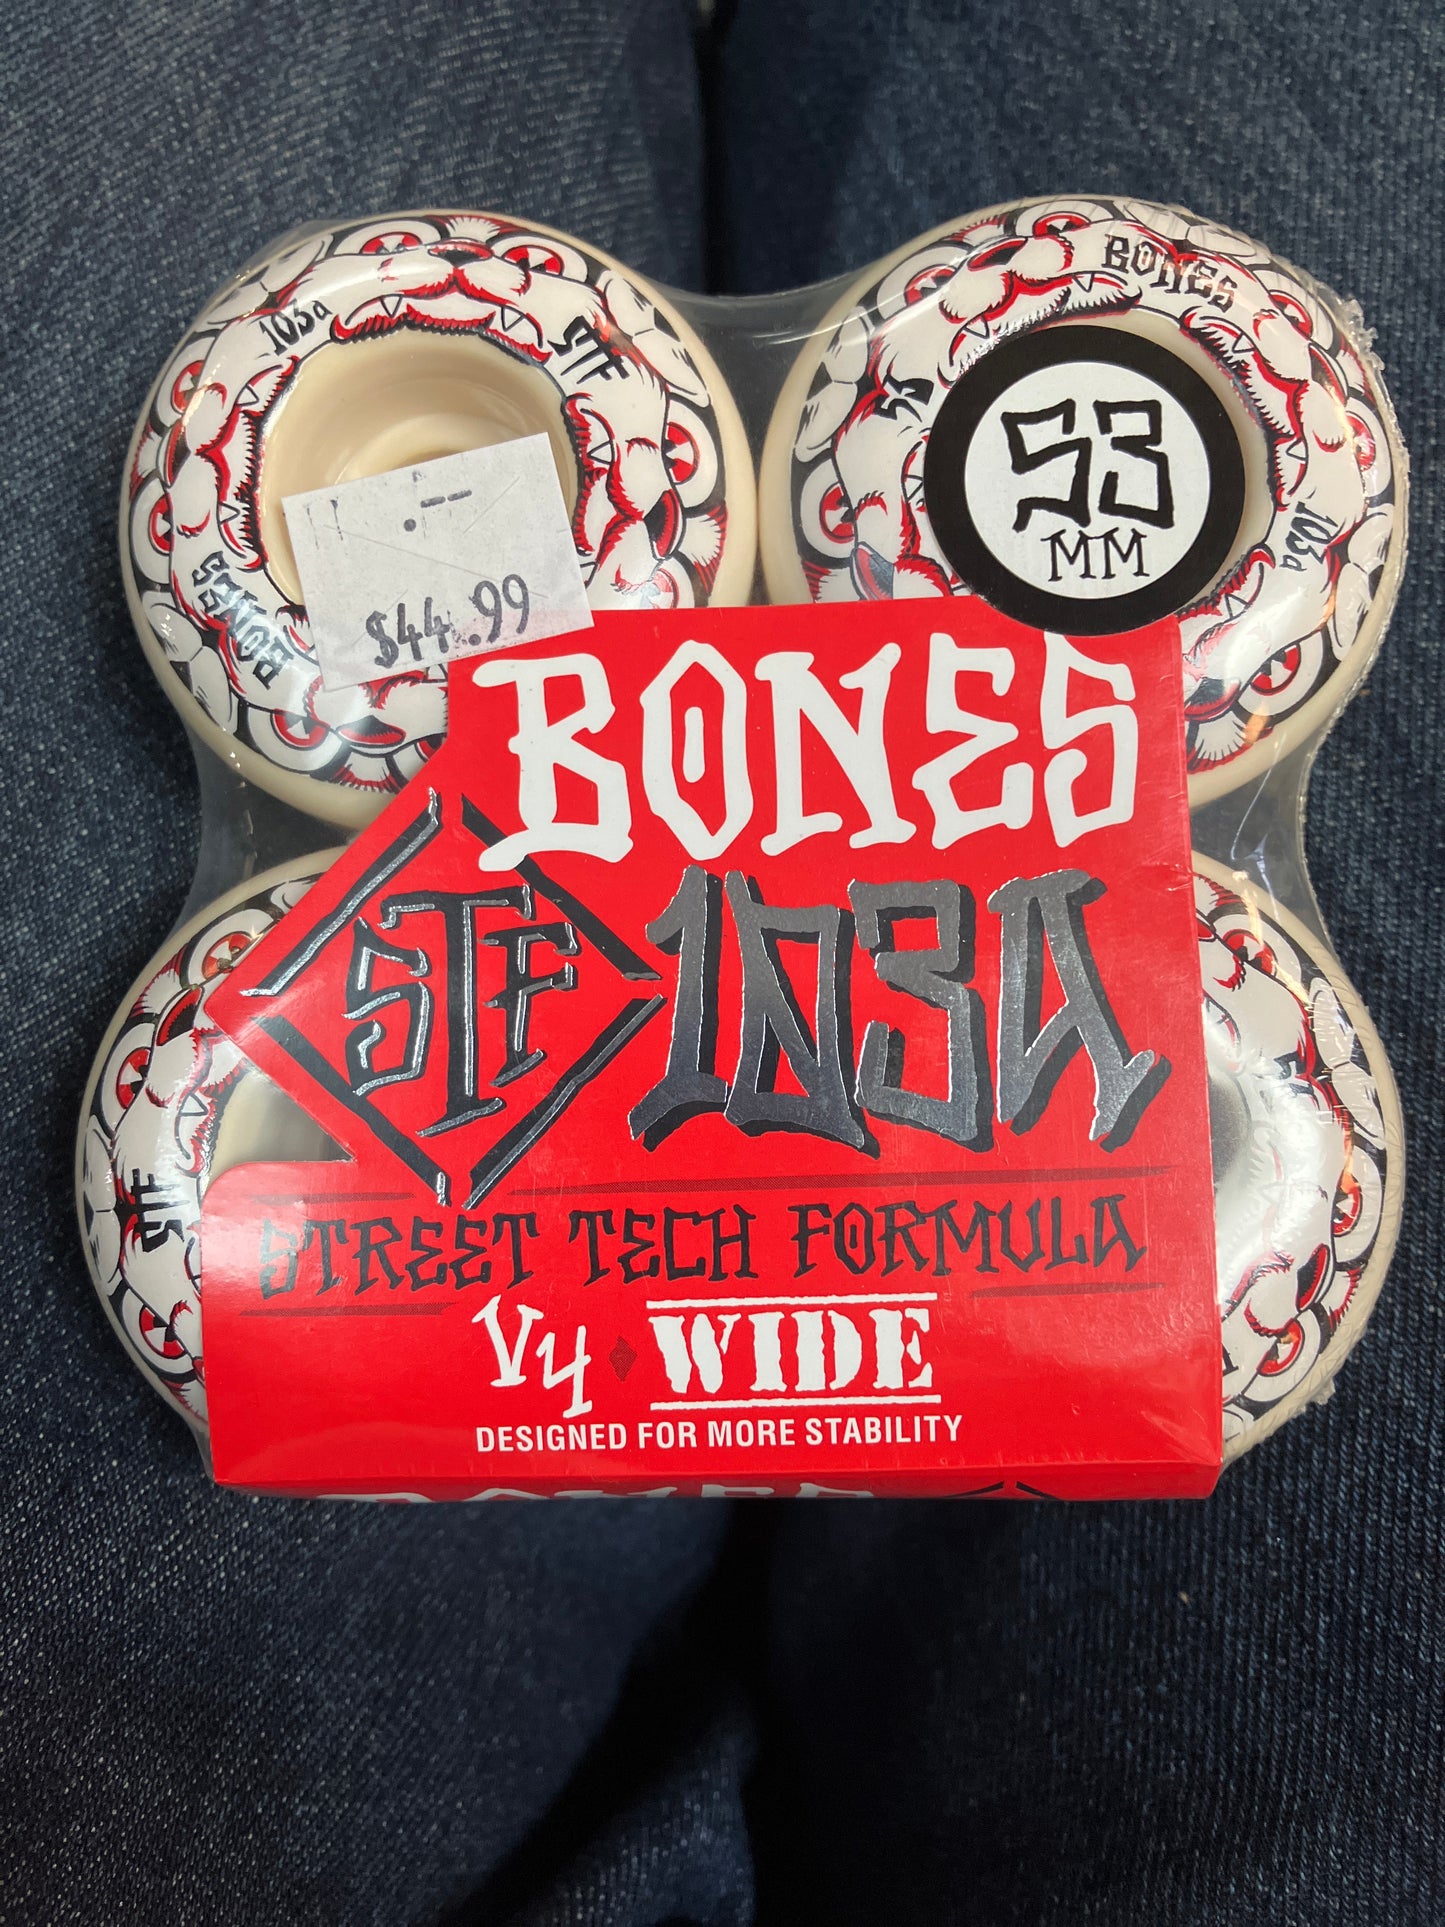 103a
STF
BONES
BONES
53
103a
53
MM
$44.99
BONES
STF
103A
STREET TECH FORMULA
V4 WIDE
DESIGNED FOR MORE STABILITY
STF